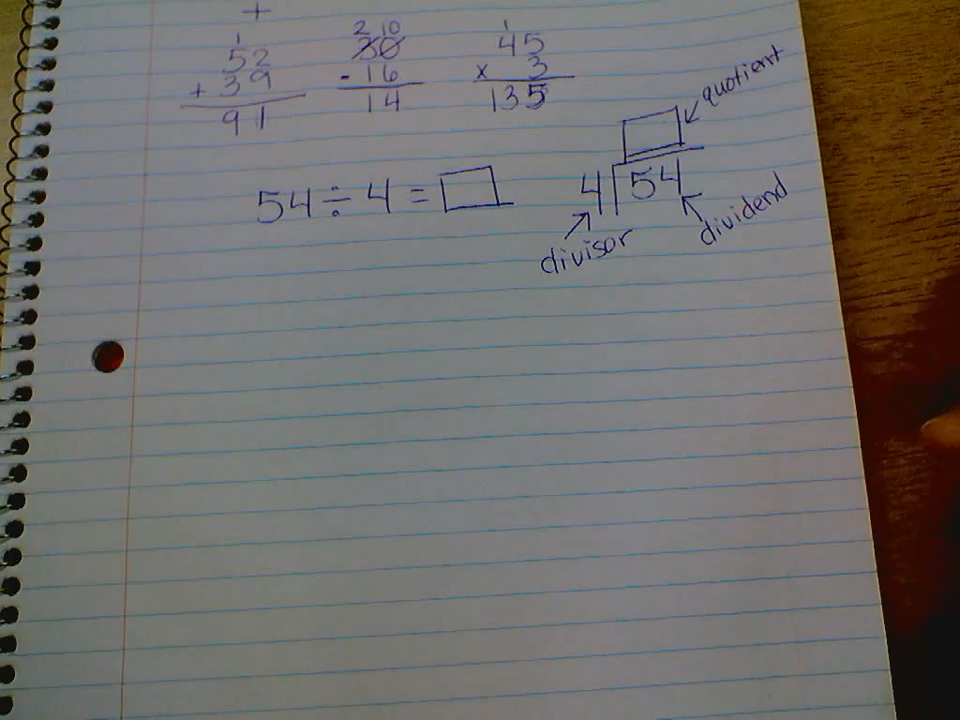 +
1 2 10 1
52 30 45
+ 39 - 16 x 3
91 14 135
quotient
54 ÷ 4 = 4 54
divisor dividend